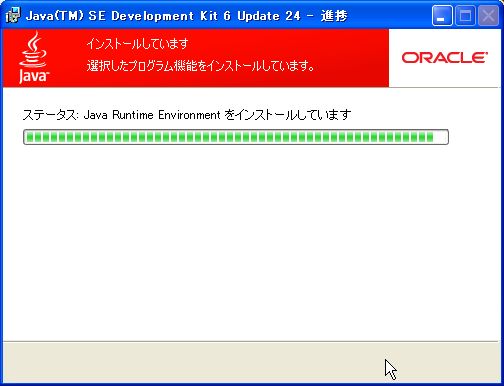 Java(TM) SE Development Kit 6 Update 24 - 進捗
インストールしています
選択したプログラム機能をインストールしています。
Java™
ORACLE®
ステータス: Java Runtime Environment をインストールしています